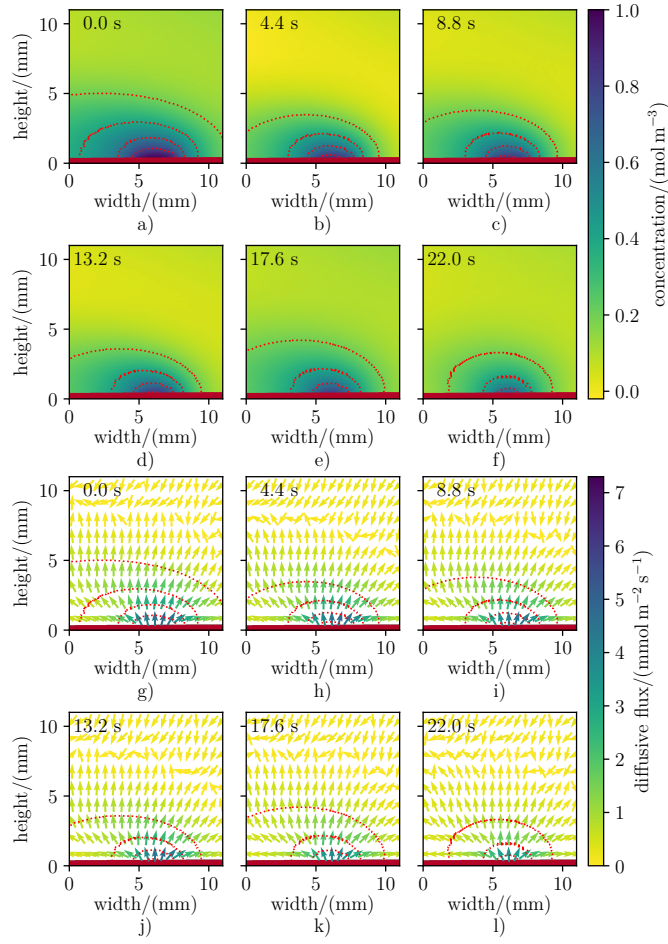 0.0 s 4.4 s 8.8 s
height/(mm)
10
5
0
0 5 10 0 5 10 0 5 10
width/(mm) width/(mm) width/(mm)
a) b) c)
13.2 s 17.6 s 22.0 s
height/(mm)
10
5
0
0 5 10 0 5 10 0 5 10
width/(mm) width/(mm) width/(mm)
d) e) f)
1.0
0.8
0.6
0.4
0.2
0.0
concentration/(mol m⁻³)
0.0 s 4.4 s 8.8 s
height/(mm)
10
5
0
0 5 10 0 5 10 0 5 10
width/(mm) width/(mm) width/(mm)
g) h) i)
13.2 s 17.6 s 22.0 s
height/(mm)
10
5
0
0 5 10 0 5 10 0 5 10
width/(mm) width/(mm) width/(mm)
j) k) l)
7
6
5
4
3
2
1
0
diffusive flux/(mmol m⁻² s⁻¹)